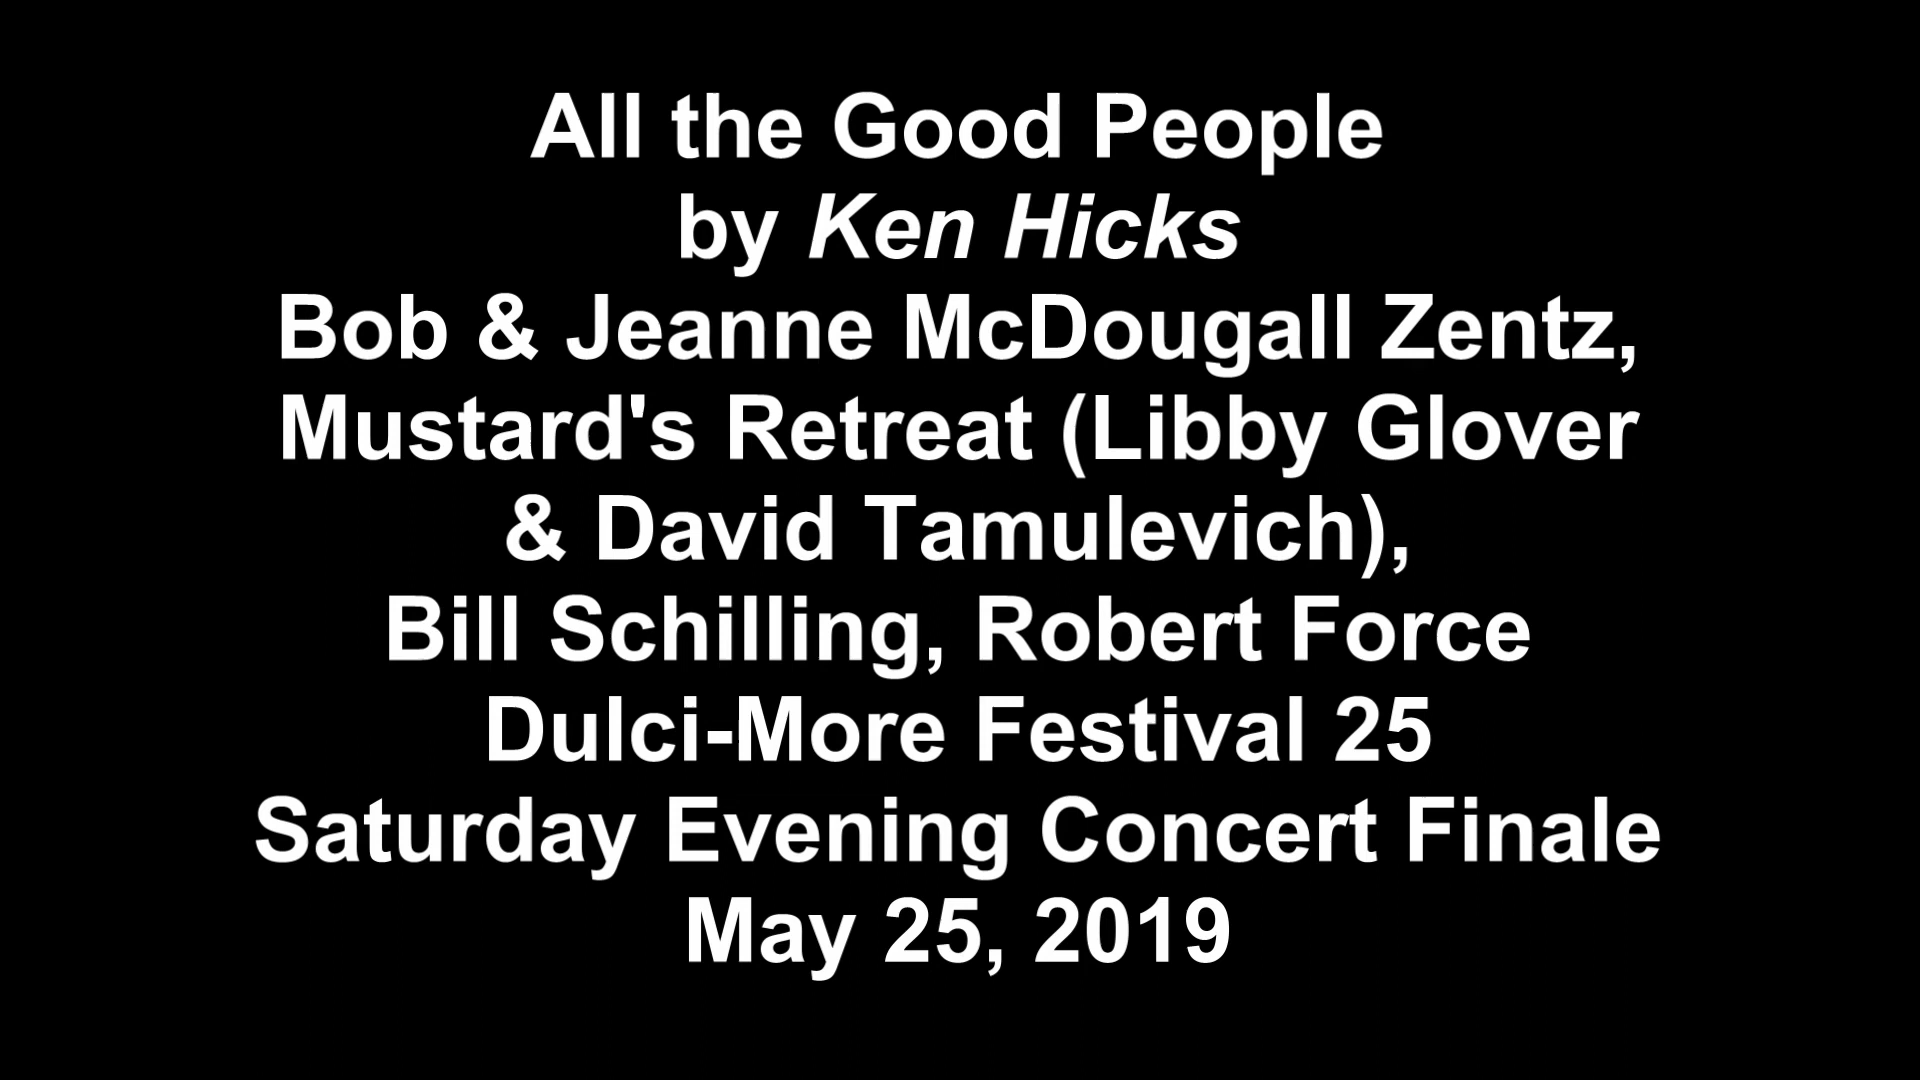 All the Good People
by Ken Hicks
Bob & Jeanne McDougall Zentz,
Mustard's Retreat (Libby Glover
& David Tamulevich),
Bill Schilling, Robert Force
Dulci-More Festival 25
Saturday Evening Concert Finale
May 25, 2019